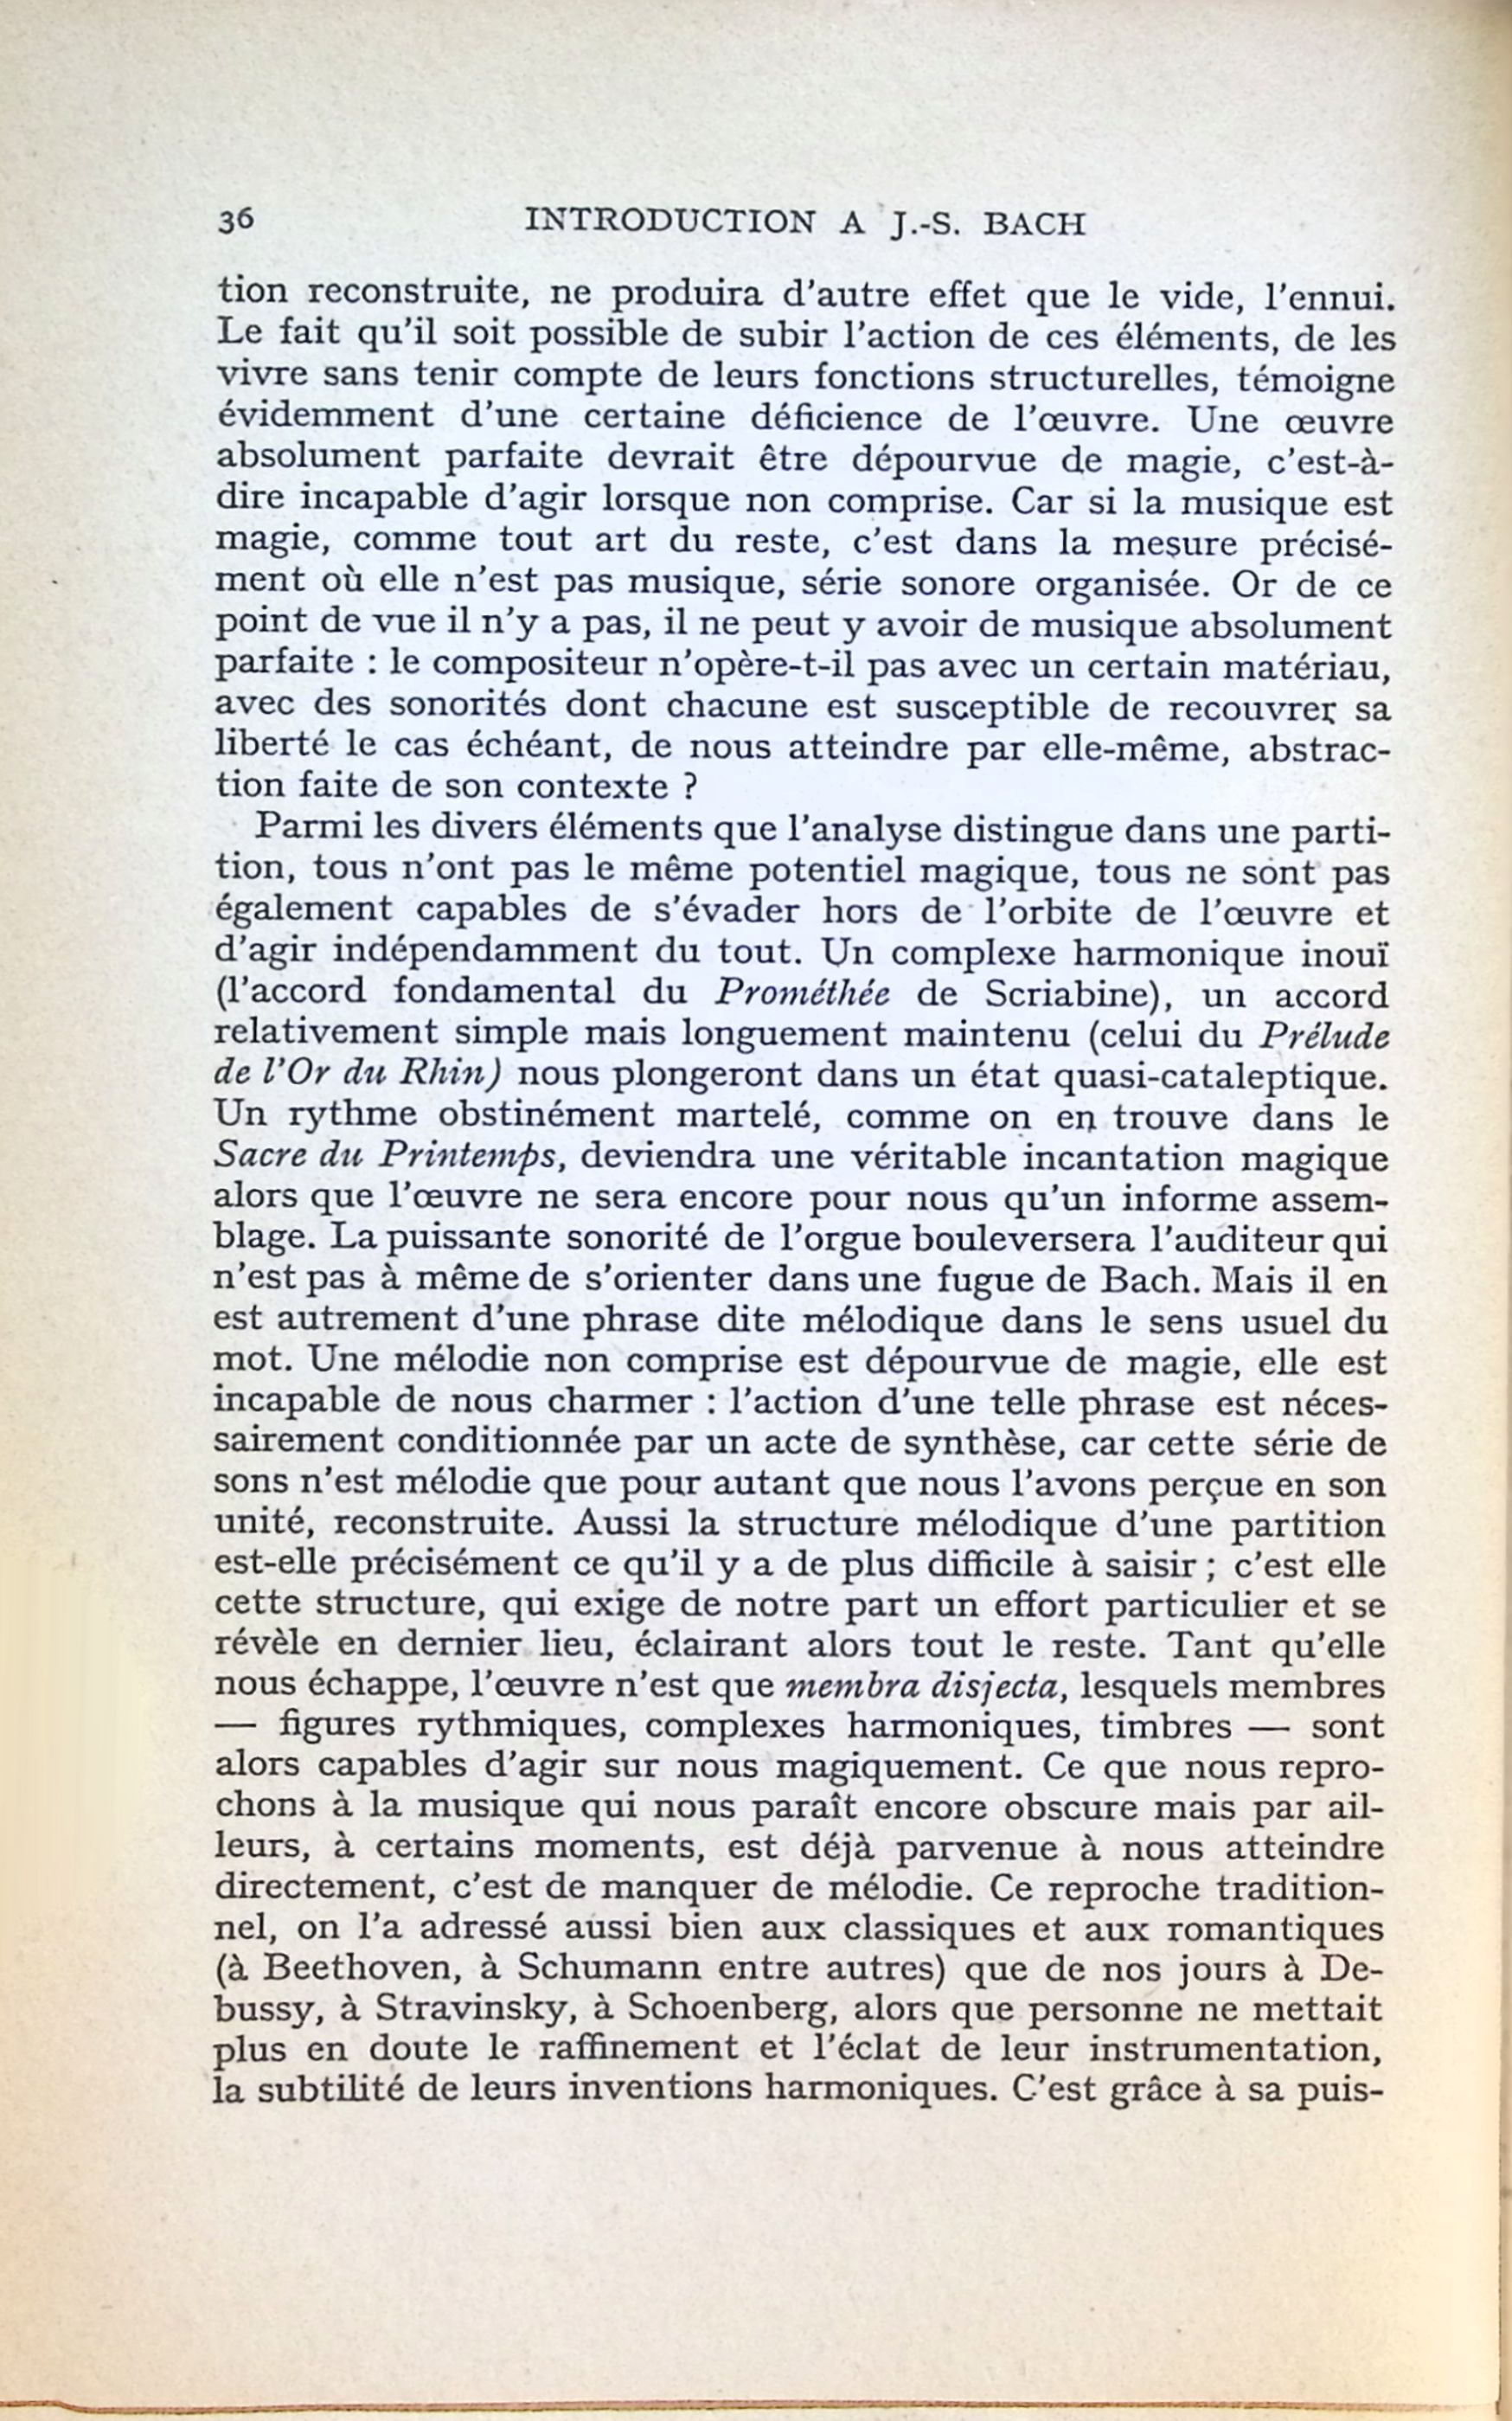 36 INTRODUCTION A J.-S. BACH
tion reconstruite, ne produira d'autre effet que le vide, l'ennui.
Le fait qu'il soit possible de subir l'action de ces éléments, de les
vivre sans tenir compte de leurs fonctions structurelles, témoigne
évidemment d'une certaine déficience de l'œuvre. Une œuvre
absolument parfaite devrait être dépourvue de magie, c'est-à-
dire incapable d'agir lorsque non comprise. Car si la musique est
magie, comme tout art du reste, c'est dans la mesure précisé-
ment où elle n'est pas musique, série sonore organisée. Or de ce
point de vue il n'y a pas, il ne peut y avoir de musique absolument
parfaite : le compositeur n'opère-t-il pas avec un certain matériau,
avec des sonorités dont chacune est susceptible de recouvrer sa
liberté le cas échéant, de nous atteindre par elle-même, abstrac-
tion faite de son contexte ?
Parmi les divers éléments que l'analyse distingue dans une parti-
tion, tous n'ont pas le même potentiel magique, tous ne sont pas
également capables de s'évader hors de l'orbite de l'œuvre et
d'agir indépendamment du tout. Un complexe harmonique inouï
(l'accord fondamental du Prométhée de Scriabine), un accord
relativement simple mais longuement maintenu (celui du Prélude
de l'Or du Rhin) nous plongeront dans un état quasi-cataleptique.
Un rythme obstinément martelé, comme on en trouve dans le
Sacre du Printemps, deviendra une véritable incantation magique
alors que l'œuvre ne sera encore pour nous qu'un informe assem-
blage. La puissante sonorité de l'orgue bouleversera l'auditeur qui
n'est pas à même de s'orienter dans une fugue de Bach. Mais il en
est autrement d'une phrase dite mélodique dans le sens usuel du
mot. Une mélodie non comprise est dépourvue de magie, elle est
incapable de nous charmer : l'action d'une telle phrase est néces-
sairement conditionnée par un acte de synthèse, car cette série de
sons n'est mélodie que pour autant que nous l'avons perçue en son
unité, reconstruite. Aussi la structure mélodique d'une partition
est-elle précisément ce qu'il y a de plus difficile à saisir ; c'est elle
cette structure, qui exige de notre part un effort particulier et se
révèle en dernier lieu, éclairant alors tout le reste. Tant qu'elle
nous échappe, l'œuvre n'est que membra disjecta, lesquels membres
— figures rythmiques, complexes harmoniques, timbres — sont
alors capables d'agir sur nous magiquement. Ce que nous repro-
chons à la musique qui nous paraît encore obscure mais par ail-
leurs, à certains moments, est déjà parvenue à nous atteindre
directement, c'est de manquer de mélodie. Ce reproche tradition-
nel, on l'a adressé aussi bien aux classiques et aux romantiques
(à Beethoven, à Schumann entre autres) que de nos jours à De-
bussy, à Stravinsky, à Schoenberg, alors que personne ne mettait
plus en doute le raffinement et l'éclat de leur instrumentation,
la subtilité de leurs inventions harmoniques. C'est grâce à sa puis-